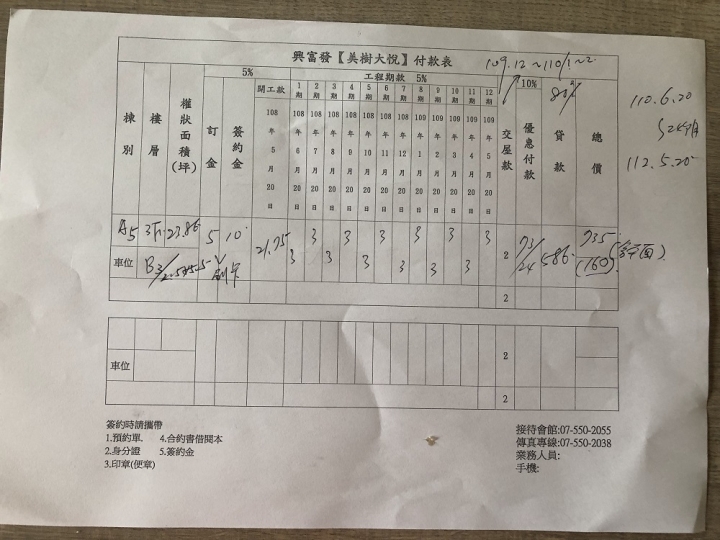 興富發【美樹大悅】付款表
109.12~110/1~2
5% 工程期款 5% 10% 80%
棟別 樓層 權狀面積(坪) 訂金 簽約金 開工款 1期 2期 3期 4期 5期 6期 7期 8期 9期 10期 11期 12期 交屋款 優惠付款 貸款 總價
108年5月20日 108年6月20日 108年7月20日 108年8月20日 108年9月20日 108年10月20日 108年11月20日 108年12月20日 109年1月20日 109年2月20日 109年3月20日 109年4月20日 109年5月20日
110.6.20
112.5.20
A5 3F 23.86 5 10 21.75 3 3 3 3 3 3 3 3 3 3 3 3 2 93/24 586 935
車位 B3 刷卡 (160)
2
2
車位
2
簽約時請攜帶
1.預約單. 4.合約書借閱本
2.身分證 5.簽約金
3.印章(便章)
接待會館:07-550-2055
傳真專線:07-550-2038
業務人員:
手機: